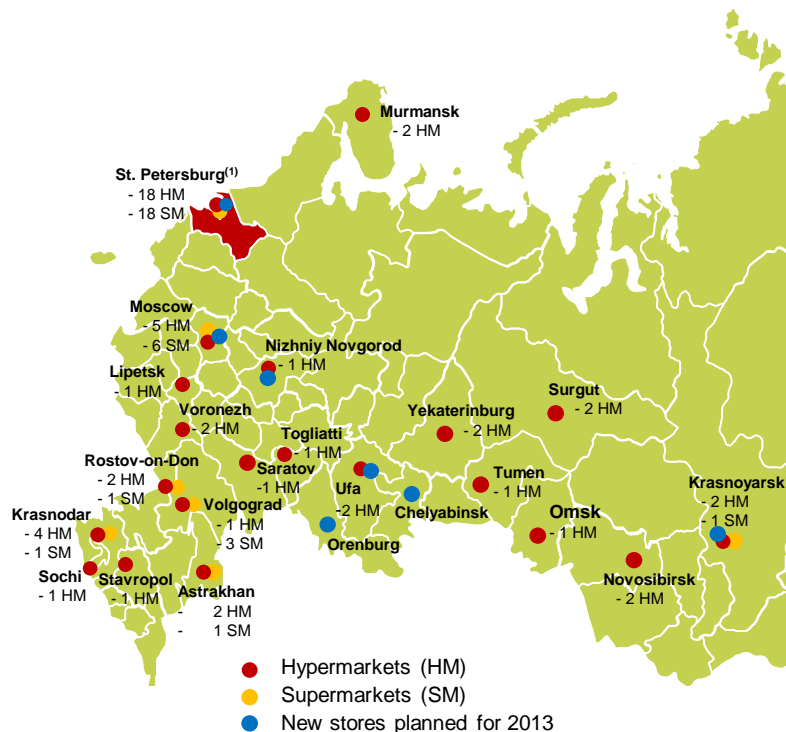 Murmansk
- 2 HM
St. Petersburg(1)
- 18 HM
- 18 SM
Moscow
- 5 HM
- 6 SM
Nizhniy Novgorod
- 1 HM
Lipetsk
- 1 HM
Surgut
- 2 HM
Voronezh
- 2 HM
Yekaterinburg
- 2 HM
Togliatti
- 1 HM
Rostov-on-Don
- 2 HM
- 1 SM
Saratov
-1 HM
Ufa
-2 HM
Chelyabinsk
Tumen
- 1 HM
Krasnoyarsk
- 2 HM
- 1 SM
Volgograd
- 1 HM
- 3 SM
Krasnodar
- 4 HM
- 1 SM
Orenburg
Omsk
- 1 HM
Sochi
- 1 HM
Stavropol
- 1 HM
Astrakhan
- 2 HM
- 1 SM
Novosibirsk
- 2 HM
Hypermarkets (HM)
Supermarkets (SM)
New stores planned for 2013